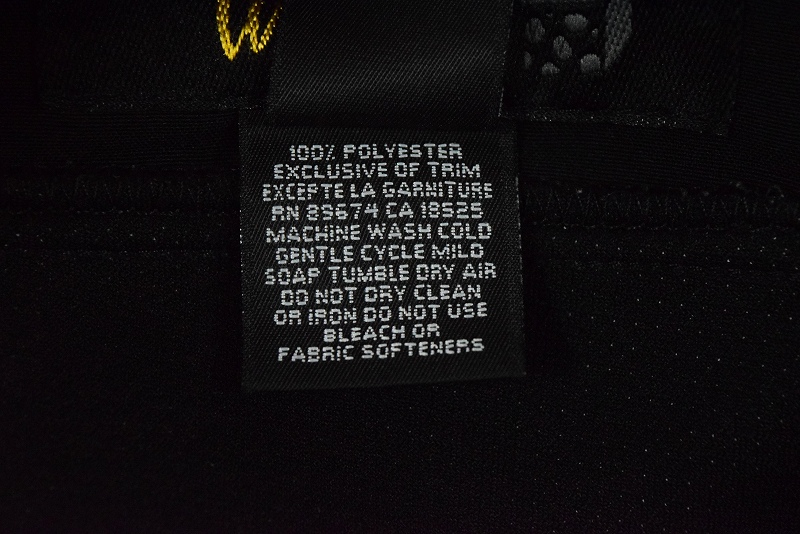 100% POLYESTER
EXCLUSIVE OF TRIM
EXCEPTE LA GARNITURE
RN 89674 CA 18525
MACHINE WASH COLD
GENTLE CYCLE MILD
SOAP TUMBLE DRY AIR
DO NOT DRY CLEAN
OR IRON DO NOT USE
BLEACH OR
FABRIC SOFTENERS